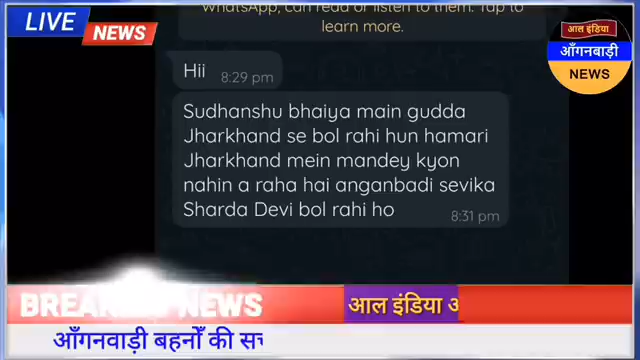 LIVE NEWS
WhatsApp, can read or listen to them. Tap to
learn more.
आल इंडिया
आँगनबाड़ी
NEWS
Hii 8:29 pm
Sudhanshu bhaiya main gudda
Jharkhand se bol rahi hun hamari
Jharkhand mein mandey kyon
nahin a raha hai anganbadi sevika
Sharda Devi bol rahi ho 8:31 pm
NEWS
आल इंडिया
आँगनवाड़ी बहनोँ की